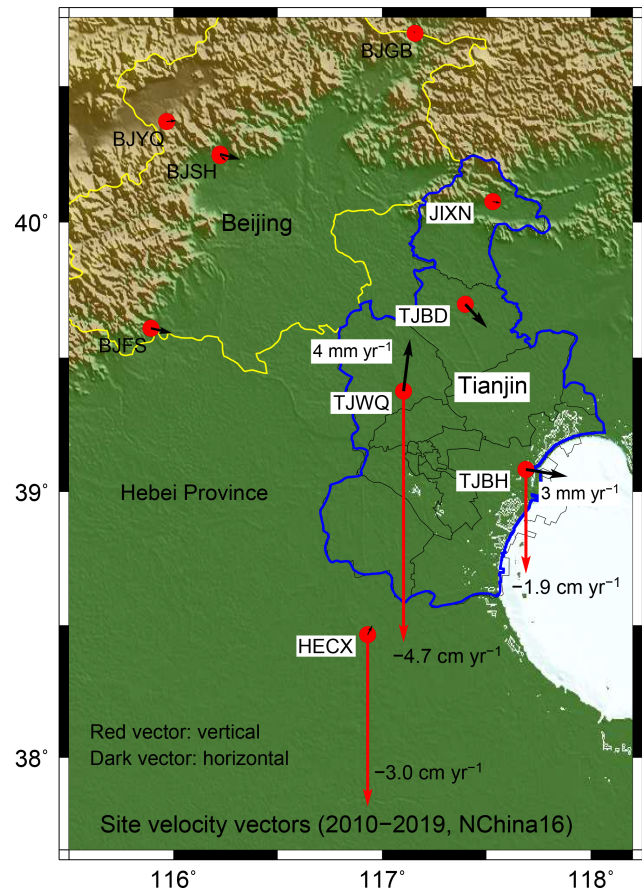 BJGB
BJYQ
BJSH
JIXN
40°
Beijing
TJBD
BJFS
4 mm yr⁻¹
Tianjin
TJWQ
TJBH
39°
Hebei Province
3 mm yr⁻¹
−1.9 cm yr⁻¹
HECX
−4.7 cm yr⁻¹
Red vector: vertical
Dark vector: horizontal
38°
−3.0 cm yr⁻¹
Site velocity vectors (2010−2019, NChina16)
116° 117° 118°